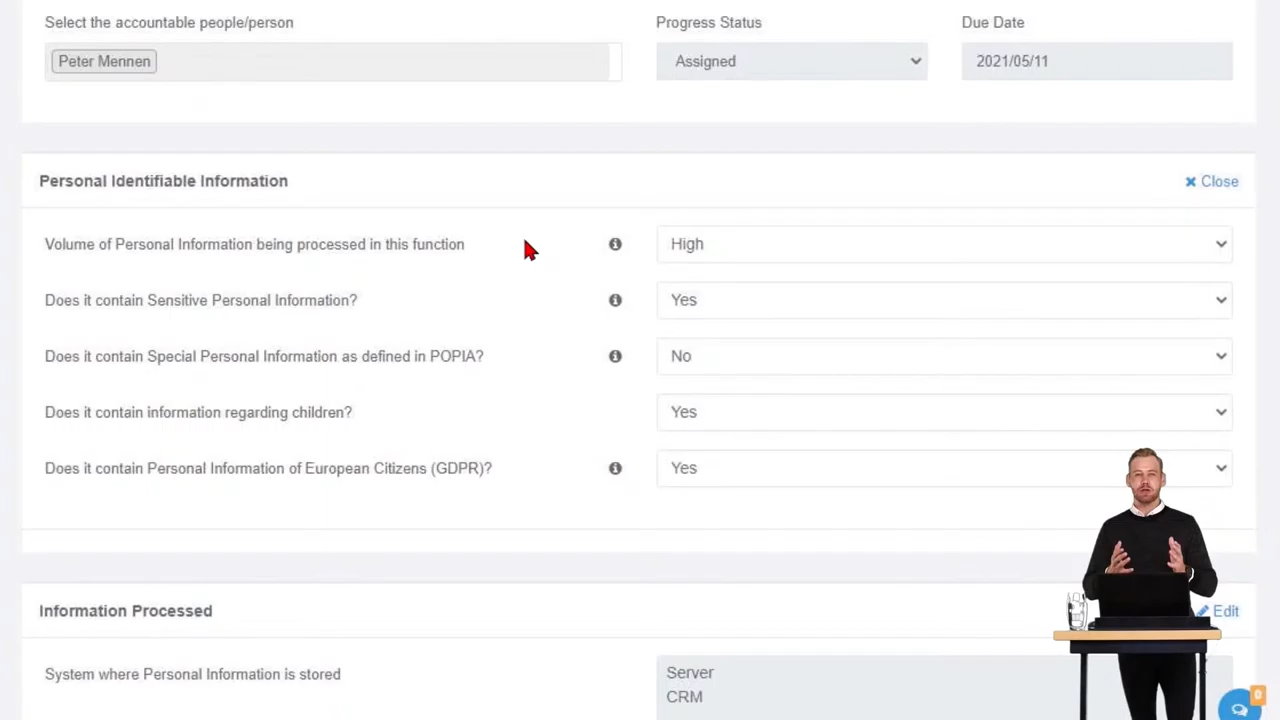 Select the accountable people/person
Progress Status
Due Date
Peter Mennen
Assigned
2021/05/11
Personal Identifiable Information
Close
Volume of Personal Information being processed in this function
High
Does it contain Sensitive Personal Information?
Yes
Does it contain Special Personal Information as defined in POPIA?
No
Does it contain information regarding children?
Yes
Does it contain Personal Information of European Citizens (GDPR)?
Yes
Information Processed
Edit
System where Personal Information is stored
Server
CRM
0